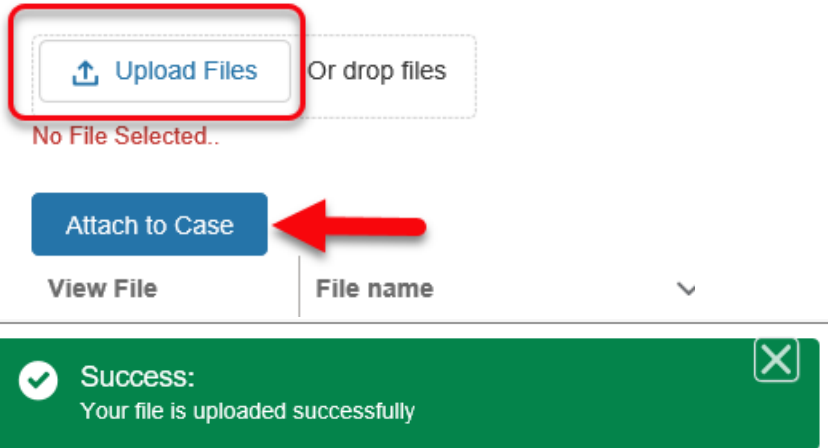 Upload Files Or drop files
No File Selected..
Attach to Case
View File File name
Success:
Your file is uploaded successfully